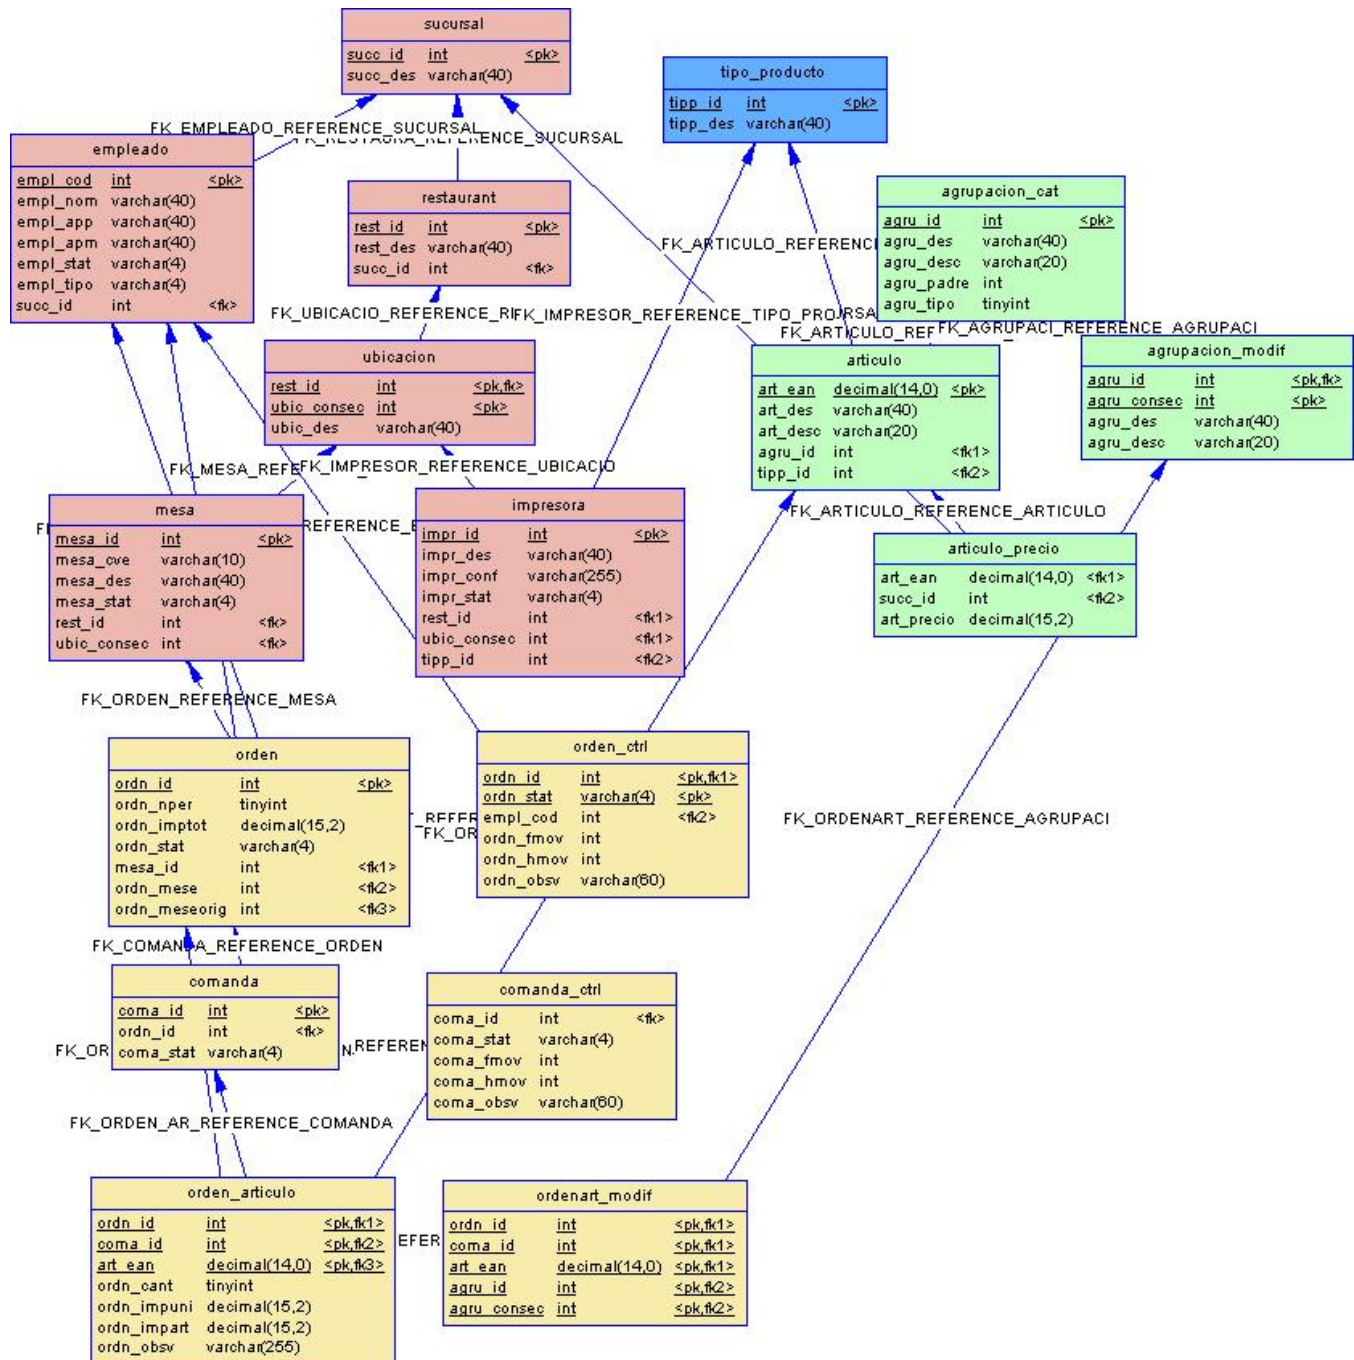 sucursal
succ_id int <pk>
succ_des varchar(40)
tipo_producto
tipp_id int <pk>
tipp_des varchar(40)
FK_EMPLEADO_REFERENCE_SUCURSAL
FK_RESTAURA_REFERENCE_SUCURSAL
empleado
empl_cod int <pk>
empl_nom varchar(40)
empl_app varchar(40)
empl_apm varchar(40)
empl_stat varchar(4)
empl_tipo varchar(4)
succ_id int <fk>
restaurant
rest_id int <pk>
rest_des varchar(40)
succ_id int <fk>
agrupacion_cat
agru_id int <pk>
agru_des varchar(40)
agru_desc varchar(20)
agru_padre int
agru_tipo tinyint
FK_ARTICULO_REFERENCE
FK_UBICACIO_REFERENCE_R
FK_IMPRESOR_REFERENCE_TIPO_PRO
FK_ARTICULO_REF
FK_AGRUPACI_REFERENCE_AGRUPACI
ubicacion
rest_id int <pk,fk>
ubic_consec int <pk>
ubic_des varchar(40)
articulo
art_ean decimal(14,0) <pk>
art_des varchar(40)
art_desc varchar(20)
agru_id int <fk1>
tipp_id int <fk2>
agrupacion_modif
agru_id int <pk,fk>
agru_consec int <pk>
agru_des varchar(40)
agru_desc varchar(20)
FK_MESA_REFE
FK_IMPRESOR_REFERENCE_UBICACIO
mesa
mesa_id int <pk>
mesa_cve varchar(10)
mesa_des varchar(40)
mesa_stat varchar(4)
rest_id int <fk>
ubic_consec int <fk>
REFERENCE_E
impresora
impr_id int <pk>
impr_des varchar(40)
impr_conf varchar(255)
impr_stat varchar(4)
rest_id int <fk1>
ubic_consec int <fk1>
tipp_id int <fk2>
FK_ARTICULO_REFERENCE_ARTICULO
articulo_precio
art_ean decimal(14,0) <fk1>
succ_id int <fk2>
art_precio decimal(15,2)
FK_ORDEN_REFERENCE_MESA
orden
ordn_id int <pk>
ordn_nper tinyint
ordn_imptot decimal(15,2)
ordn_stat varchar(4)
mesa_id int <fk1>
ordn_mese int <fk2>
ordn_meseorig int <fk3>
FK_OR
orden_ctrl
ordn_id int <pk,fk1>
ordn_stat varchar(4) <pk>
empl_cod int <fk2>
ordn_fmov int
ordn_hmov int
ordn_obsv varchar(60)
FK_ORDENART_REFERENCE_AGRUPACI
FK_COMANDA_REFERENCE_ORDEN
comanda
coma_id int <pk>
ordn_id int <fk>
coma_stat varchar(4)
FK_OR
REFEREN
comanda_ctrl
coma_id int <fk>
coma_stat varchar(4)
coma_fmov int
coma_hmov int
coma_obsv varchar(60)
FK_ORDEN_AR_REFERENCE_COMANDA
orden_articulo
ordn_id int <pk,fk1>
coma_id int <pk,fk2>
art_ean decimal(14,0) <pk,fk3>
ordn_cant tinyint
ordn_impuni decimal(15,2)
ordn_impart decimal(15,2)
ordn_obsv varchar(255)
EFER
ordenart_modif
ordn_id int <pk,fk1>
coma_id int <pk,fk1>
art_ean decimal(14,0) <pk,fk1>
agru_id int <pk,fk2>
agru_consec int <pk,fk2>